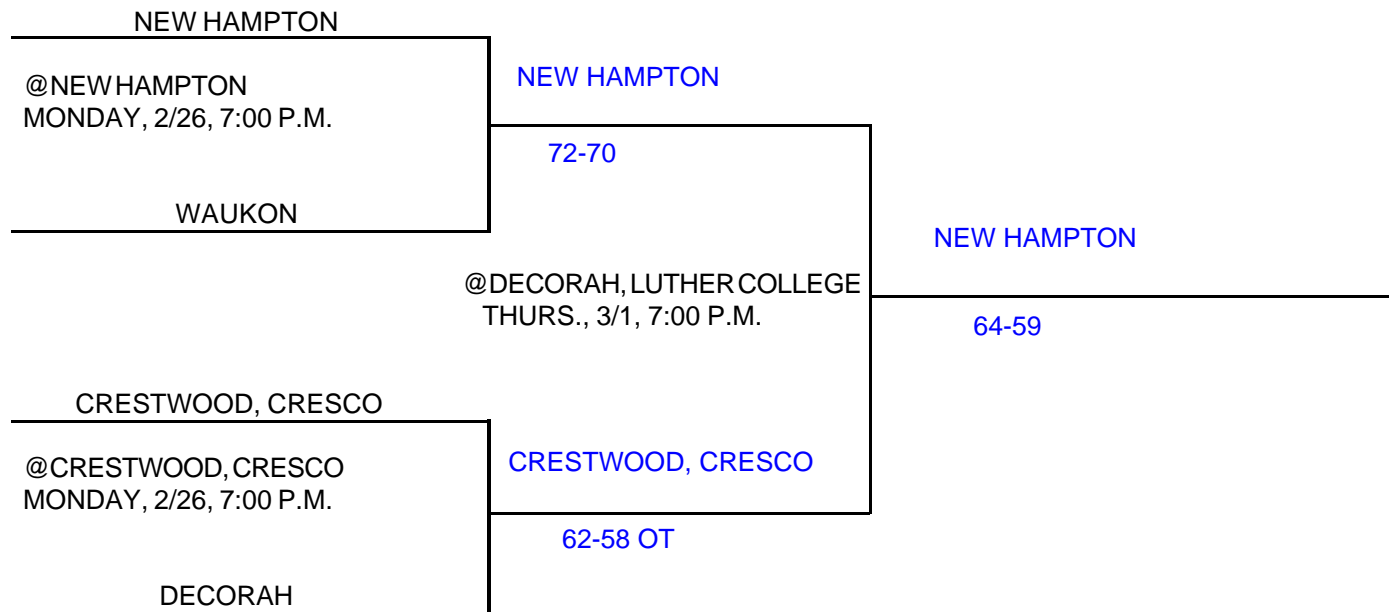 NEW HAMPTON
@NEW HAMPTON
MONDAY, 2/26, 7:00 P.M.
NEW HAMPTON
72-70
WAUKON
NEW HAMPTON
@DECORAH, LUTHER COLLEGE
THURS., 3/1, 7:00 P.M.
64-59
CRESTWOOD, CRESCO
@CRESTWOOD, CRESCO
MONDAY, 2/26, 7:00 P.M.
CRESTWOOD, CRESCO
62-58 OT
DECORAH